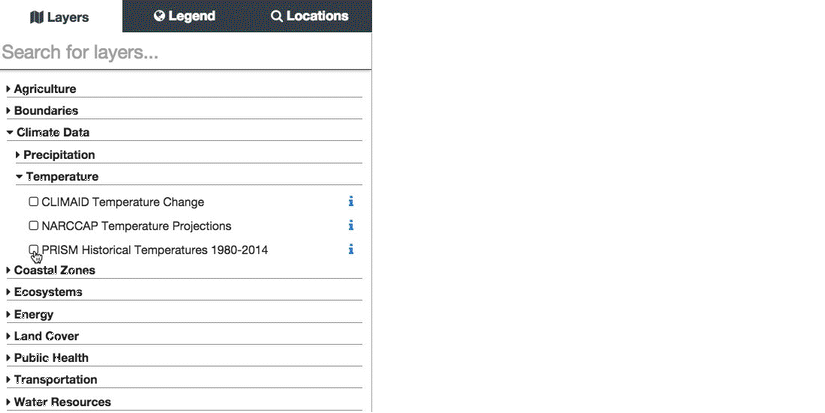 Layers
Legend
Locations
Search for layers...
Agriculture
Boundaries
Climate Data
Precipitation
Temperature
CLIMAID Temperature Change
NARCCAP Temperature Projections
PRISM Historical Temperatures 1980-2014
Coastal Zones
Ecosystems
Energy
Land Cover
Public Health
Transportation
Water Resources